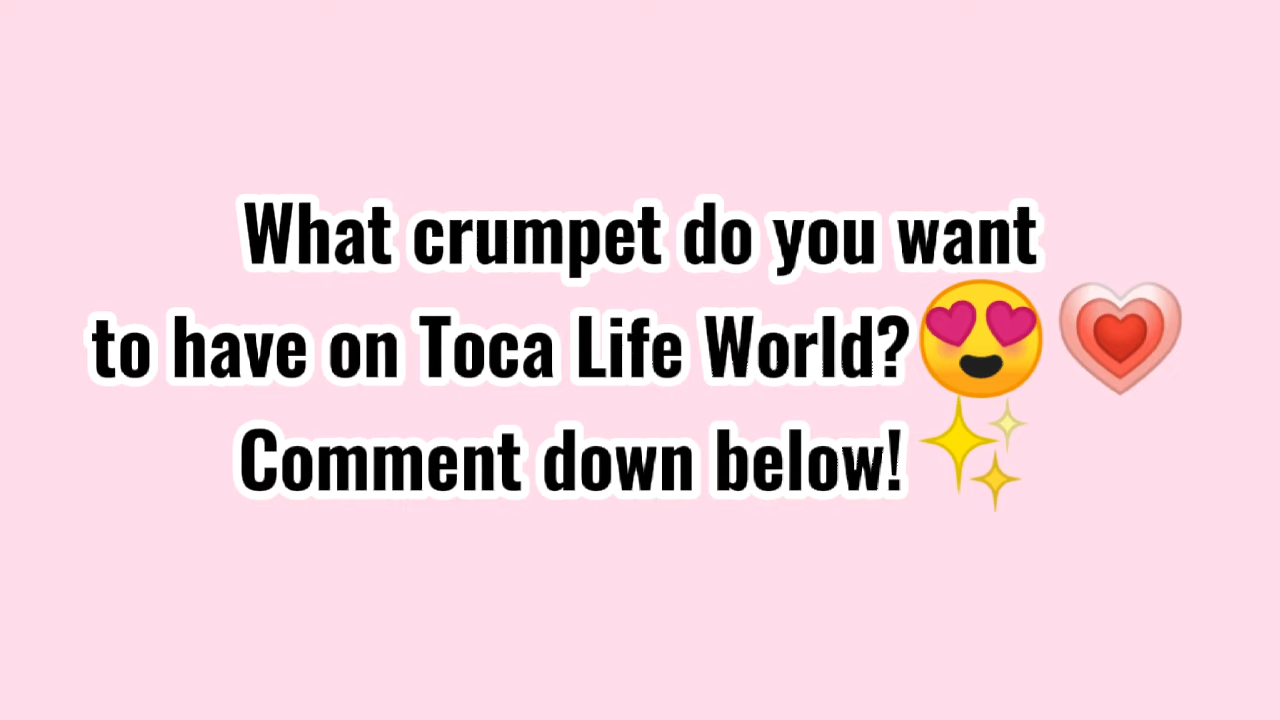 What crumpet do you want
to have on Toca Life World?😍💗
Comment down below!✨